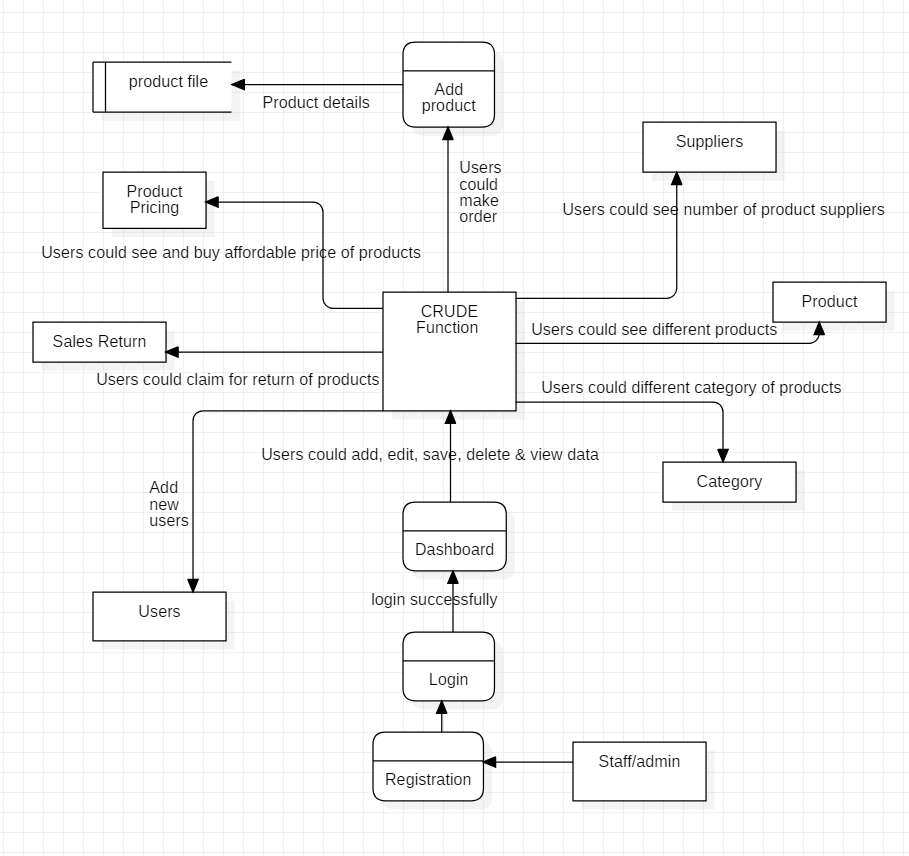 product file
Product details
Add
product
Users
could
make
order
Suppliers
Users could see number of product suppliers
Product
Pricing
Users could see and buy affordable price of products
CRUDE
Function
Product
Users could see different products
Sales Return
Users could claim for return of products
Users could different category of products
Users could add, edit, save, delete & view data
Category
Add
new
users
Dashboard
login successfully
Users
Login
Registration
Staff/admin